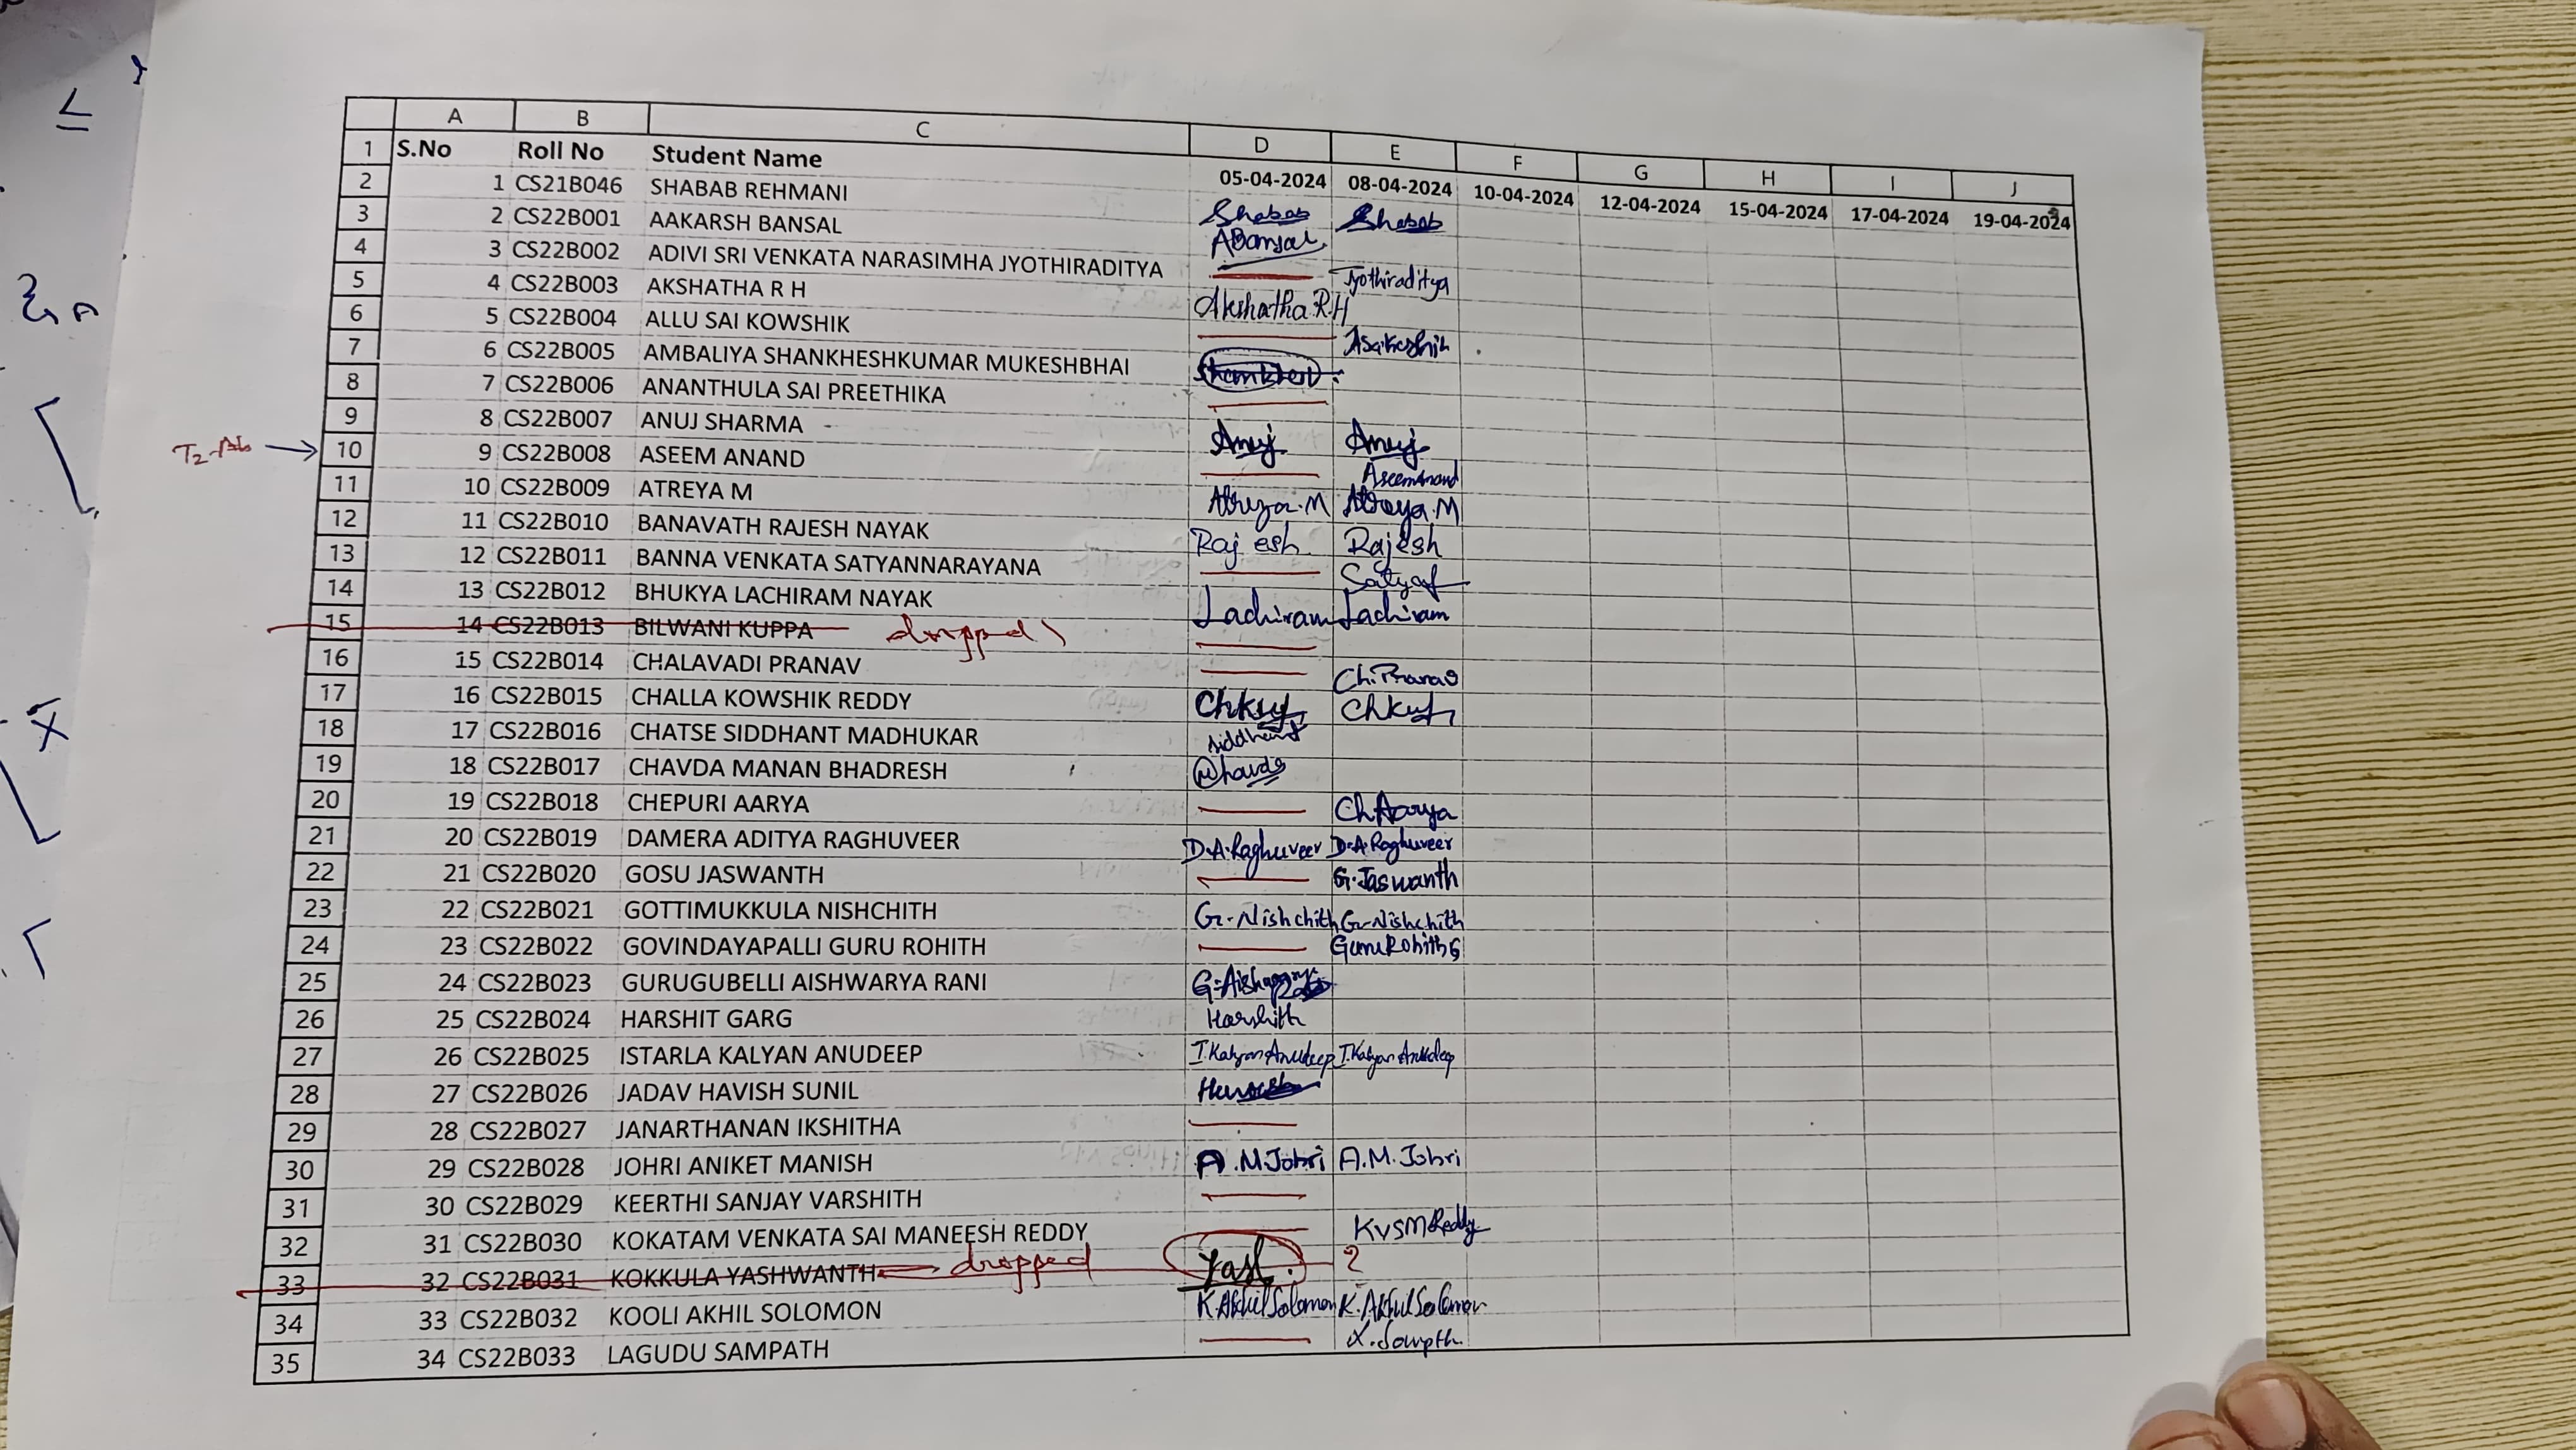 A B C D E F G H I J
1 S.No Roll No Student Name 05-04-2024 08-04-2024 10-04-2024 12-04-2024 15-04-2024 17-04-2024 19-04-2024
2 1 CS21B046 SHABAB REHMANI Shabab Shabab
3 2 CS22B001 AAKARSH BANSAL ABansal
4 3 CS22B002 ADIVI SRI VENKATA NARASIMHA JYOTHIRADITYA Jyothiraditya
5 4 CS22B003 AKSHATHA R H Akshatha.R.H
6 5 CS22B004 ALLU SAI KOWSHIK
7 6 CS22B005 AMBALIYA SHANKHESHKUMAR MUKESHBHAI
8 7 CS22B006 ANANTHULA SAI PREETHIKA
9 8 CS22B007 ANUJ SHARMA Anuj Anuj
T2-Ab → 10 9 CS22B008 ASEEM ANAND AseemAnand
11 10 CS22B009 ATREYA M Atreya.M Atreya.M
12 11 CS22B010 BANAVATH RAJESH NAYAK Rajesh Rajesh
13 12 CS22B011 BANNA VENKATA SATYANNARAYANA
14 13 CS22B012 BHUKYA LACHIRAM NAYAK Lachiram Lachiram
15 14 CS22B013 BILWANI KUPPA dropped
16 15 CS22B014 CHALAVADI PRANAV Ch.Pranav
17 16 CS22B015 CHALLA KOWSHIK REDDY
18 17 CS22B016 CHATSE SIDDHANT MADHUKAR Siddhant
19 18 CS22B017 CHAVDA MANAN BHADRESH
20 19 CS22B018 CHEPURI AARYA Ch Aarya
21 20 CS22B019 DAMERA ADITYA RAGHUVEER D.A.Raghuveer D.A.Raghuveer
22 21 CS22B020 GOSU JASWANTH G.Jaswanth
23 22 CS22B021 GOTTIMUKKULA NISHCHITH G.Nishchith G.Nishchith
24 23 CS22B022 GOVINDAYAPALLI GURU ROHITH GuruRohith G
25 24 CS22B023 GURUGUBELLI AISHWARYA RANI
26 25 CS22B024 HARSHIT GARG Harshith
27 26 CS22B025 ISTARLA KALYAN ANUDEEP I.Kalyan Anudeep I.Kalyan Anudeep
28 27 CS22B026 JADAV HAVISH SUNIL
29 28 CS22B027 JANARTHANAN IKSHITHA
30 29 CS22B028 JOHRI ANIKET MANISH A.M.Johri A.M.Johri
31 30 CS22B029 KEERTHI SANJAY VARSHITH
32 31 CS22B030 KOKATAM VENKATA SAI MANEESH REDDY KVSMReddy
33 32 CS22B031 KOKKULA YASHWANTH dropped Yash. ?
34 33 CS22B032 KOOLI AKHIL SOLOMON K.Akhil Solomon K.Akhil Solomon
35 34 CS22B033 LAGUDU SAMPATH L.Sampth